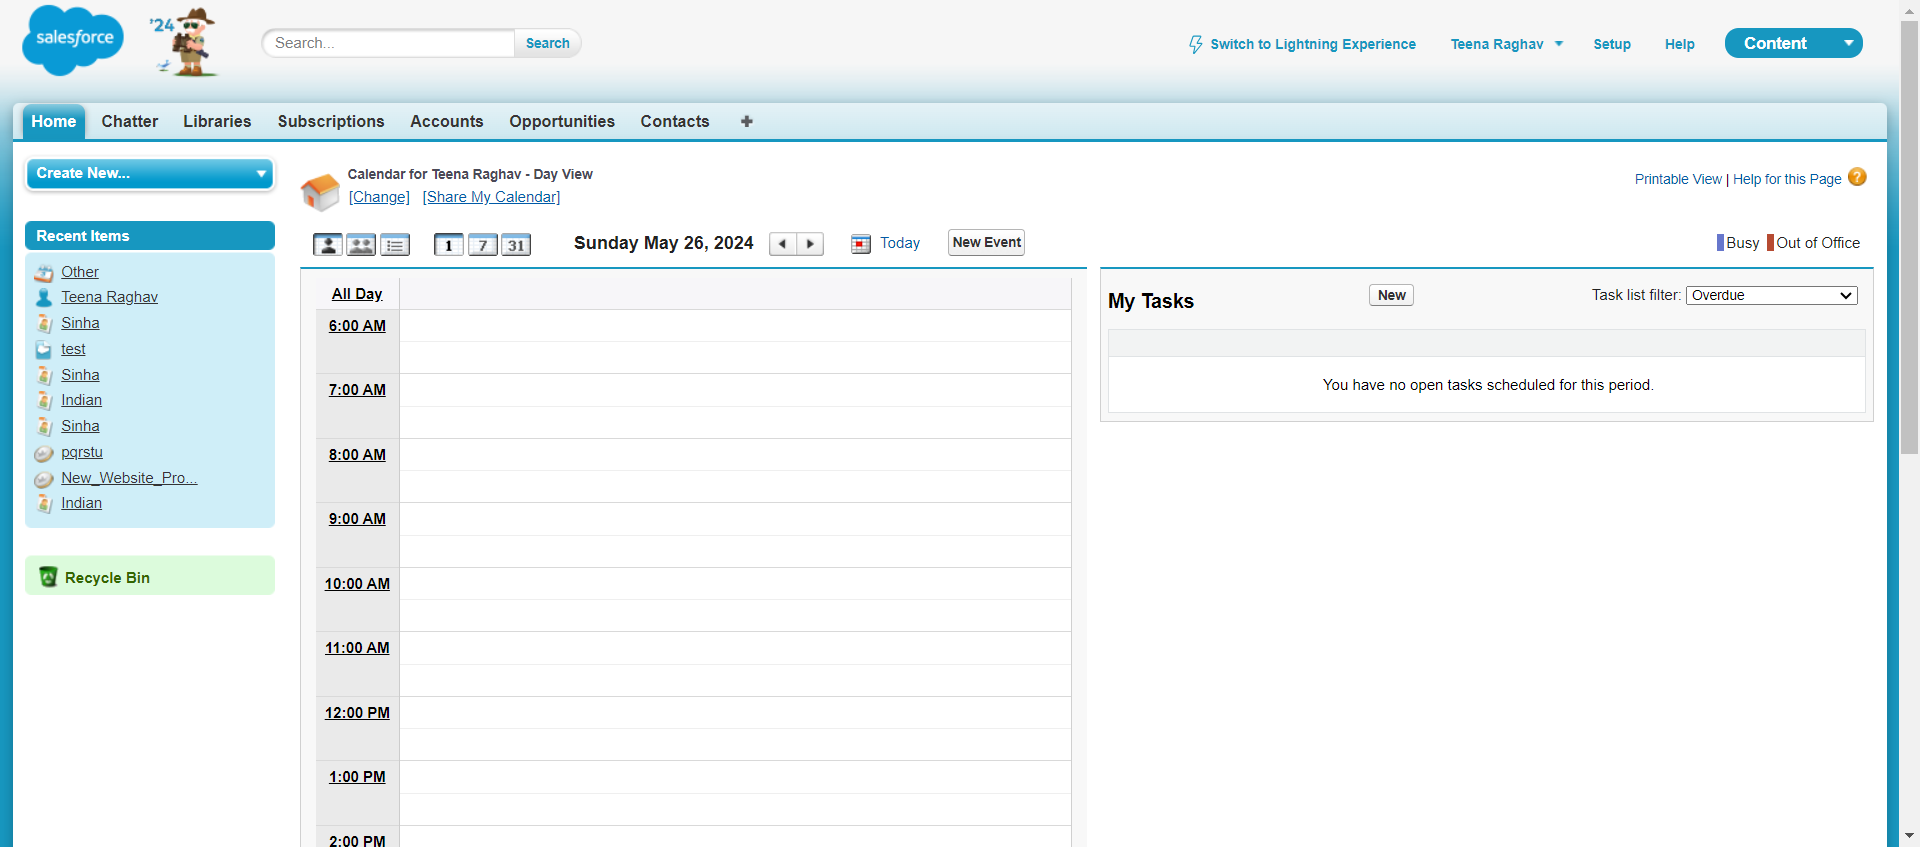 salesforce
'24
Search...
Search
Switch to Lightning Experience
Teena Raghav
Setup
Help
Content
Home
Chatter
Libraries
Subscriptions
Accounts
Opportunities
Contacts
Create New...
Recent Items
Other
Teena Raghav
Sinha
test
Sinha
Indian
Sinha
pqrstu
New_Website_Pro...
Indian
Recycle Bin
Calendar for Teena Raghav - Day View
[Change] [Share My Calendar]
Printable View | Help for this Page ?
1 7 31
Sunday May 26, 2024
Today
New Event
Busy Out of Office
All Day
6:00 AM
7:00 AM
8:00 AM
9:00 AM
10:00 AM
11:00 AM
12:00 PM
1:00 PM
2:00 PM
My Tasks
New
Task list filter: Overdue
You have no open tasks scheduled for this period.